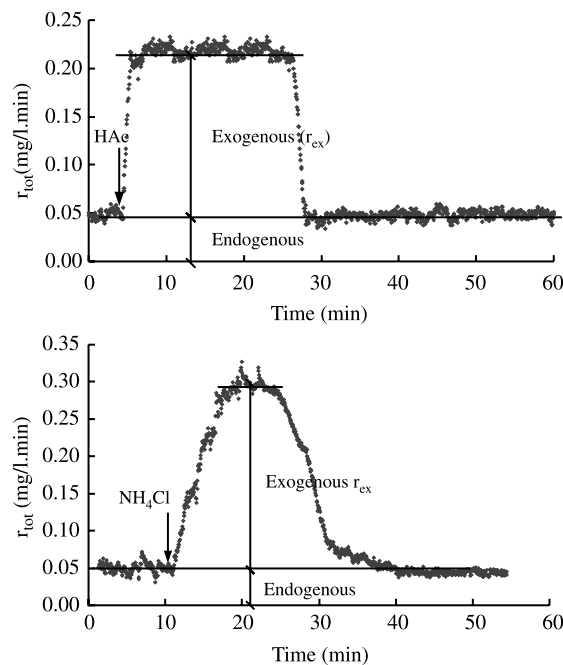 0.25
0.20
0.15
0.10
0.05
0.00
r_tot(mg/l.min)
HAc
Exogenous (r_ex)
Endogenous
0 10 20 30 40 50 60
Time (min)
0.35
0.30
0.25
0.20
0.15
0.10
0.05
0.00
r_tot (mg/l.min)
NH4Cl
Exogenous r_ex
Endogenous
0 10 20 30 40 50 60
Time (min)